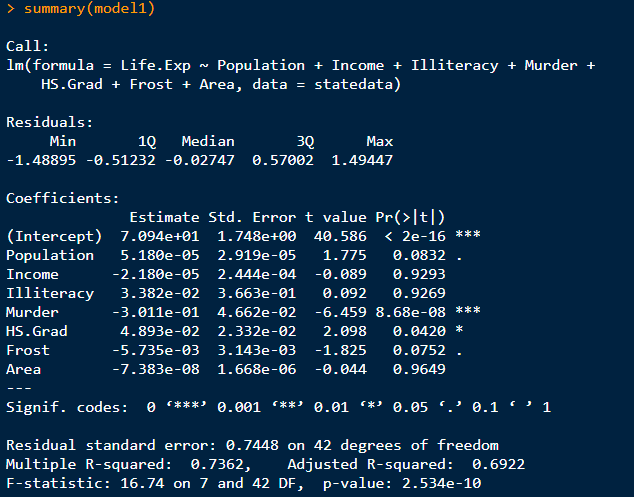 > summary(model1)
Call:
lm(formula = Life.Exp ~ Population + Income + Illiteracy + Murder +
    HS.Grad + Frost + Area, data = statedata)
Residuals:
     Min       1Q   Median       3Q      Max
-1.48895 -0.51232 -0.02747  0.57002  1.49447
Coefficients:
              Estimate Std. Error t value Pr(>|t|)
(Intercept)  7.094e+01  1.748e+00  40.586  < 2e-16 ***
Population   5.180e-05  2.919e-05   1.775   0.0832 .
Income      -2.180e-05  2.444e-04  -0.089   0.9293
Illiteracy   3.382e-02  3.663e-01   0.092   0.9269
Murder      -3.011e-01  4.662e-02  -6.459 8.68e-08 ***
HS.Grad      4.893e-02  2.332e-02   2.098   0.0420 *
Frost       -5.735e-03  3.143e-03  -1.825   0.0752 .
Area        -7.383e-08  1.668e-06  -0.044   0.9649
---
Signif. codes:  0 ‘***’ 0.001 ‘**’ 0.01 ‘*’ 0.05 ‘.’ 0.1 ‘ ’ 1
Residual standard error: 0.7448 on 42 degrees of freedom
Multiple R-squared:  0.7362,    Adjusted R-squared:  0.6922
F-statistic: 16.74 on 7 and 42 DF,  p-value: 2.534e-10